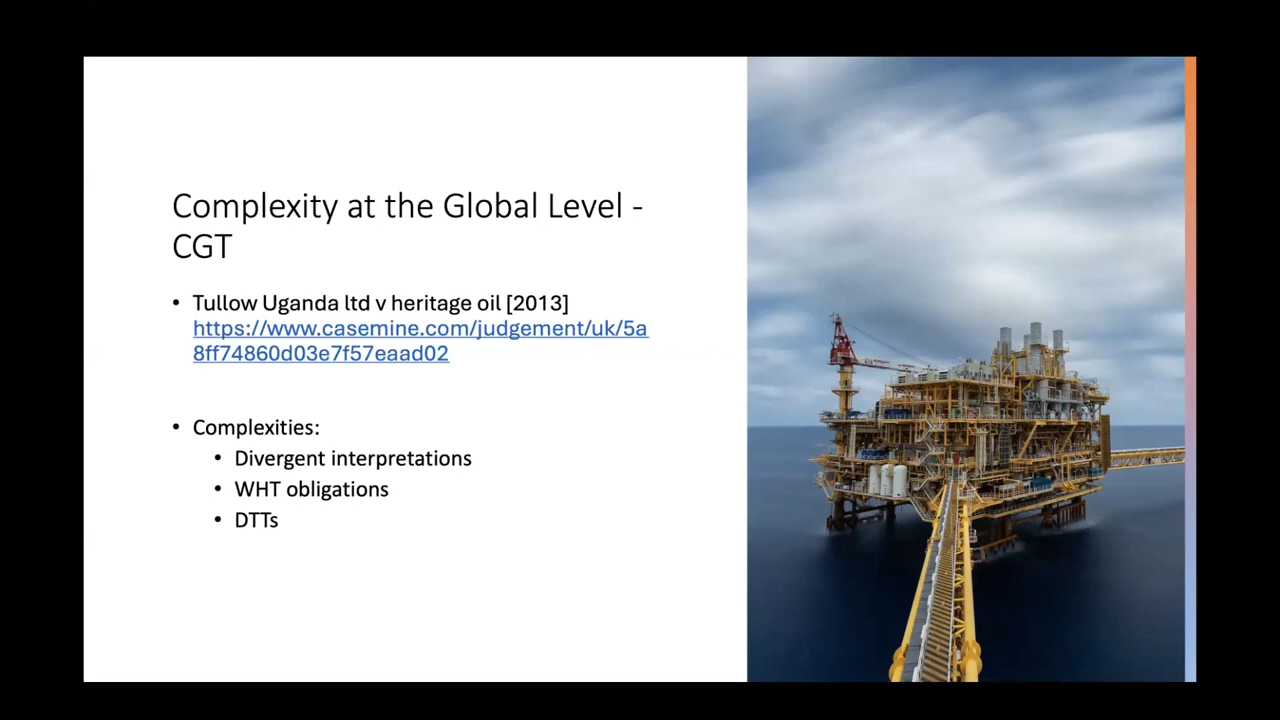 Complexity at the Global Level -
CGT
• Tullow Uganda ltd v heritage oil [2013]
https://www.casemine.com/judgement/uk/5a
8ff74860d03e7f57eaad02
• Complexities:
• Divergent interpretations
• WHT obligations
• DTTs